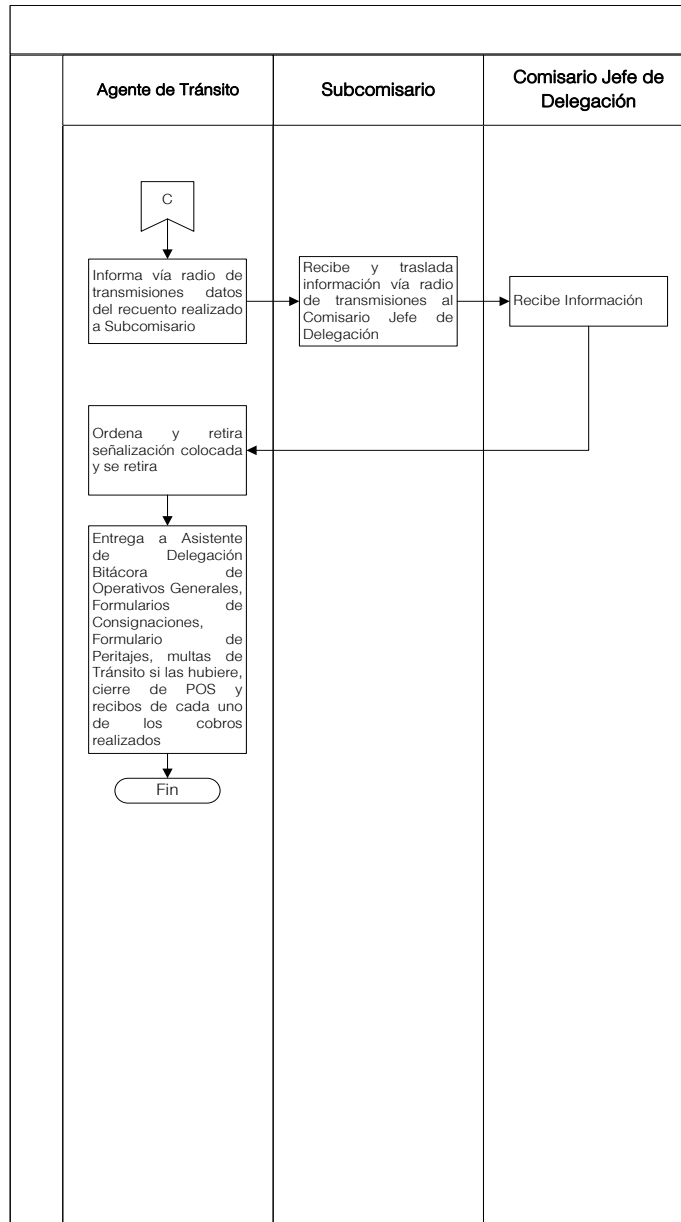 Agente de Tránsito
Subcomisario
Comisario Jefe de
Delegación
C
Informa vía radio de
transmisiones datos
del recuento realizado
a Subcomisario
Recibe y traslada
información vía radio
de transmisiones al
Comisario Jefe de
Delegación
Recibe Información
Ordena y retira
señalización colocada
y se retira
Entrega a Asistente
de Delegación
Bitácora de
Operativos Generales,
Formularios de
Consignaciones,
Formulario de
Peritajes, multas de
Tránsito si las hubiere,
cierre de POS y
recibos de cada uno
de los cobros
realizados
Fin